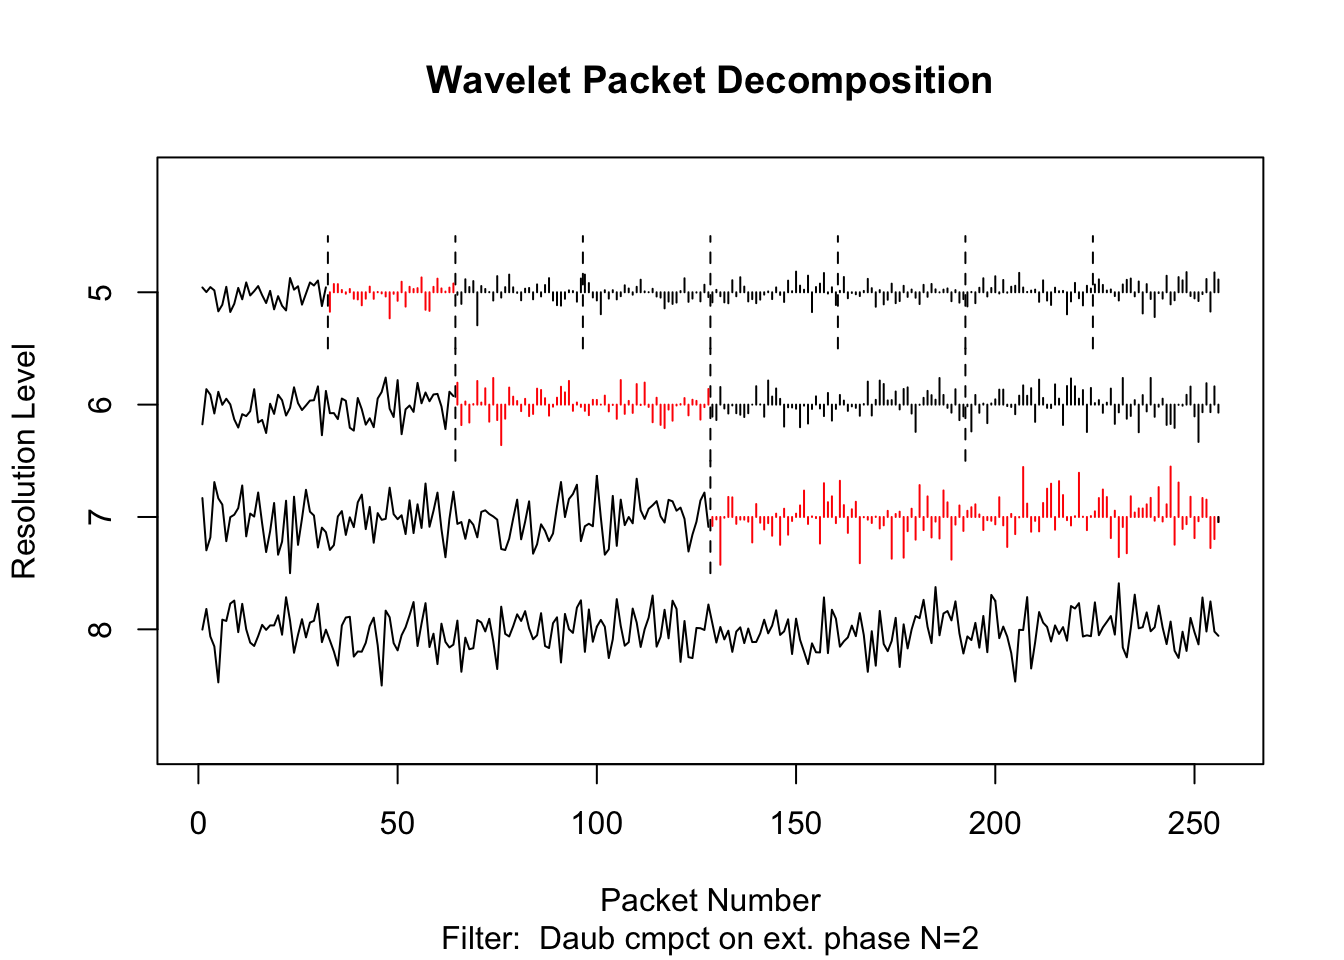 Wavelet Packet Decomposition
Resolution Level
5
6
7
8
0 50 100 150 200 250
Packet Number
Filter:  Daub cmpct on ext. phase N=2